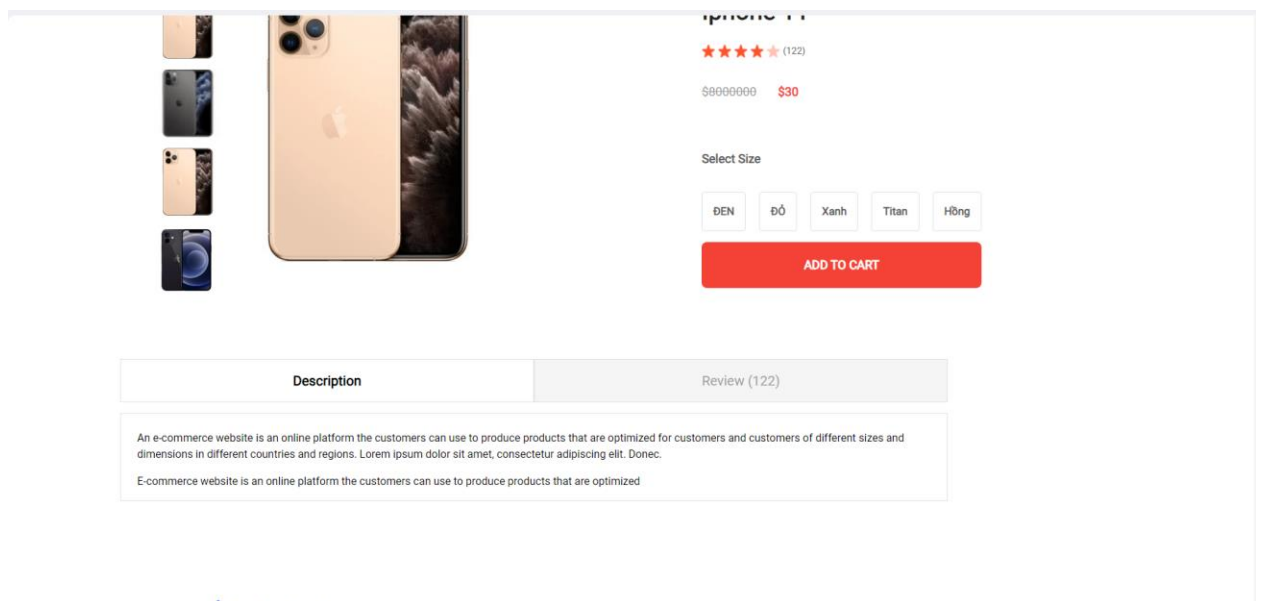 Iphone 11
(122)
$8000000 $30
Select Size
ĐEN ĐỎ Xanh Titan Hồng
ADD TO CART
Description Review (122)
An e-commerce website is an online platform the customers can use to produce products that are optimized for customers and customers of different sizes and
dimensions in different countries and regions. Lorem ipsum dolor sit amet, consectetur adipiscing elit. Donec.
E-commerce website is an online platform the customers can use to produce products that are optimized